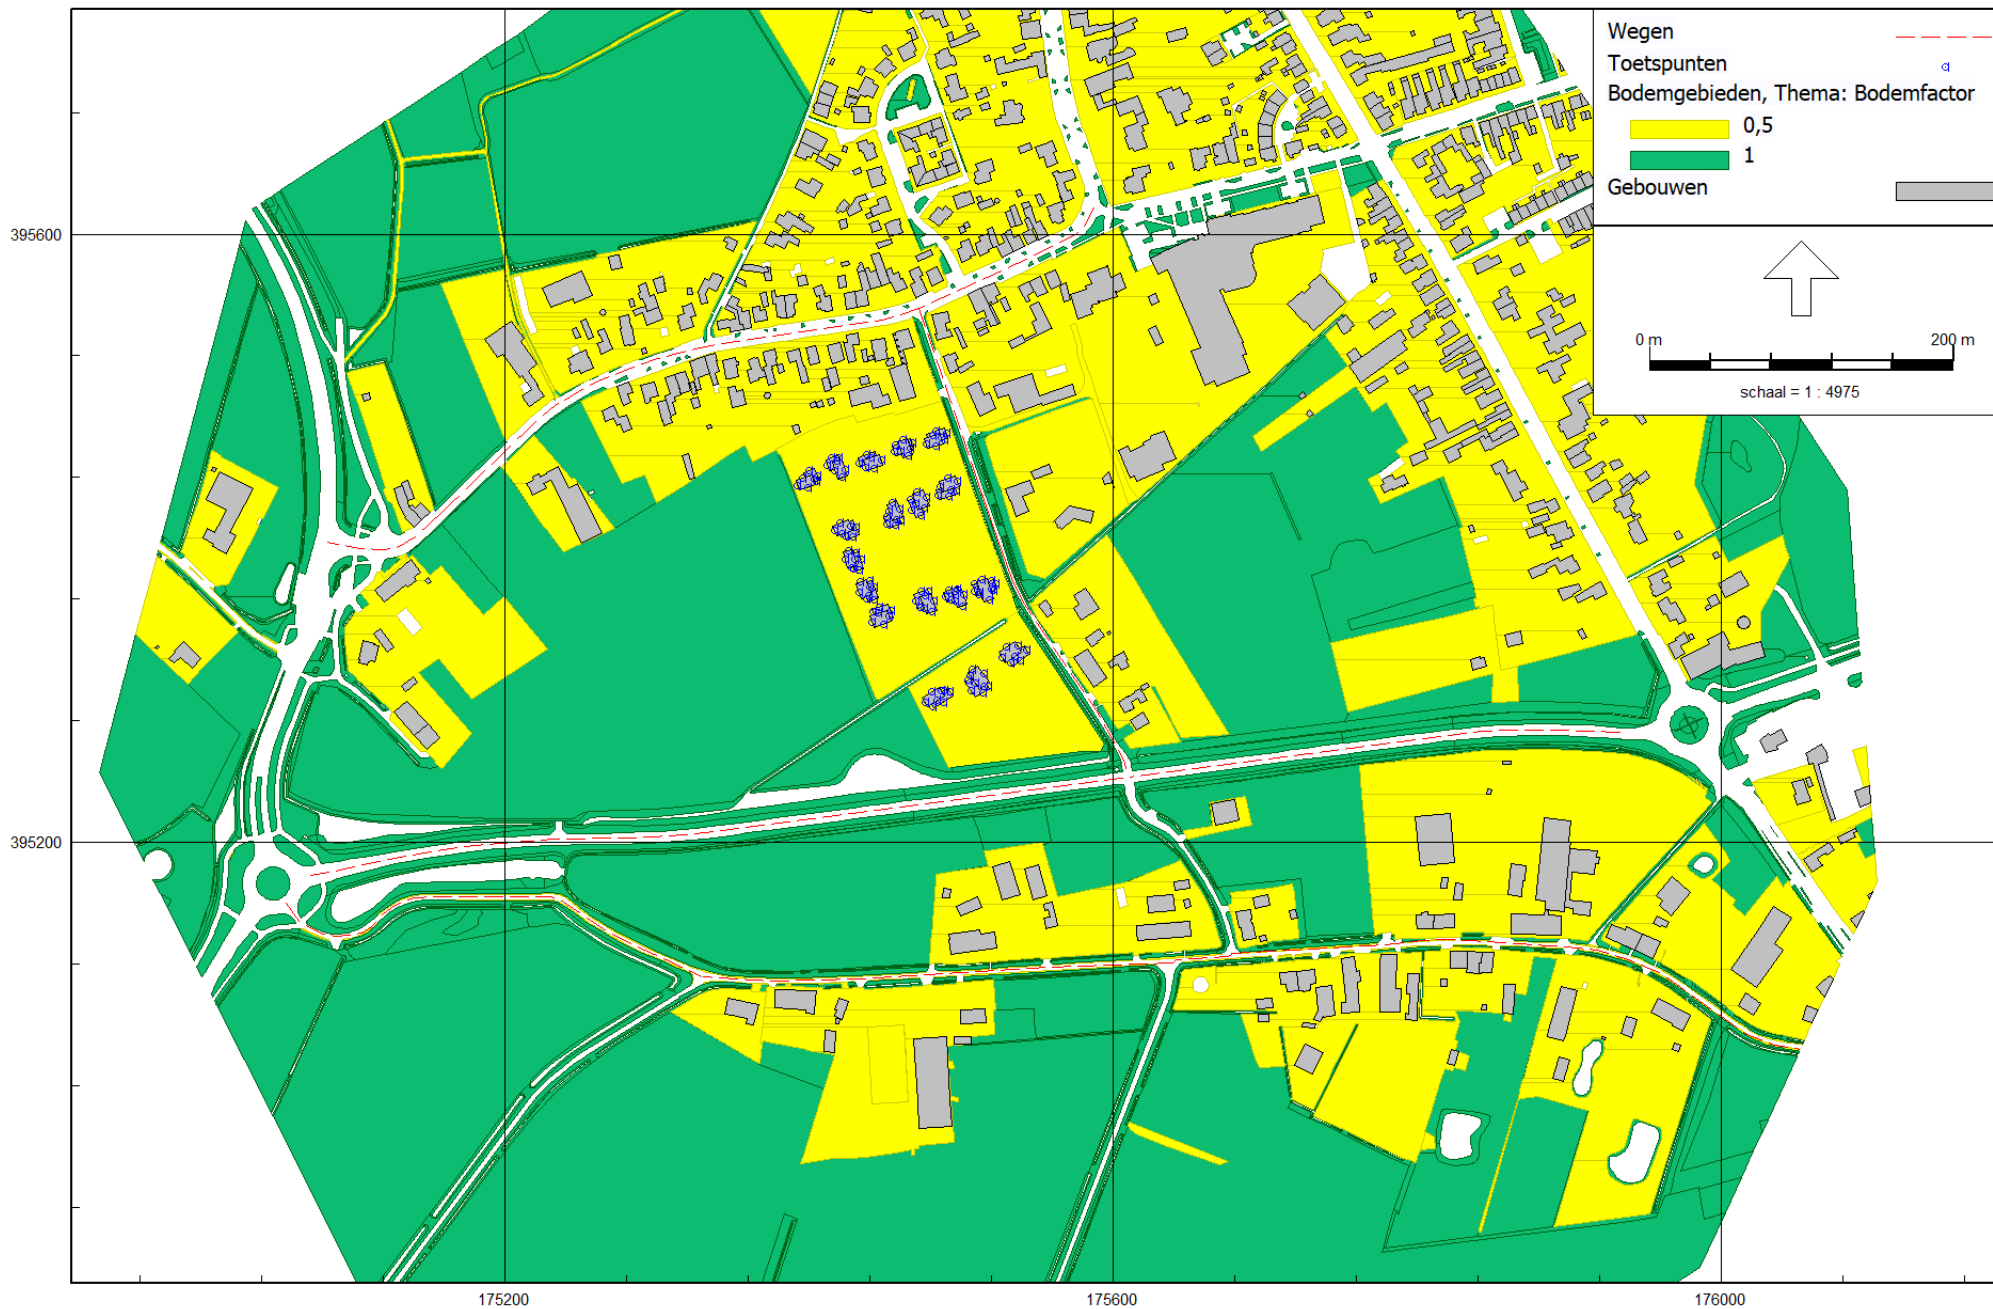 Wegen
Toetspunten
Bodemgebieden, Thema: Bodemfactor
0,5
1
Gebouwen
0 m 200 m
schaal = 1 : 4975
395600
395200
175200 175600 176000